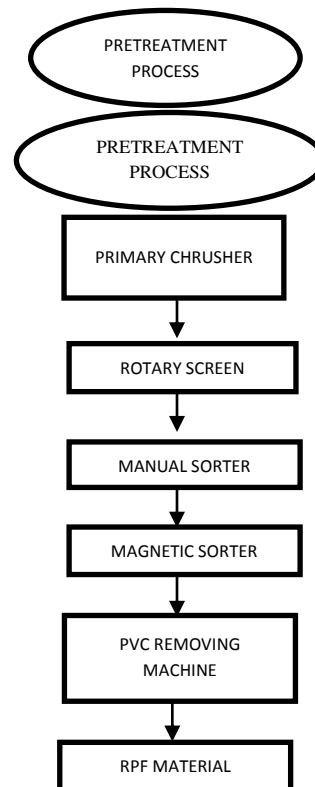 PRETREATMENT
PROCESS
PRETREATMENT
PROCESS
PRIMARY CHRUSHER
ROTARY SCREEN
MANUAL SORTER
MAGNETIC SORTER
PVC REMOVING
MACHINE
RPF MATERIAL